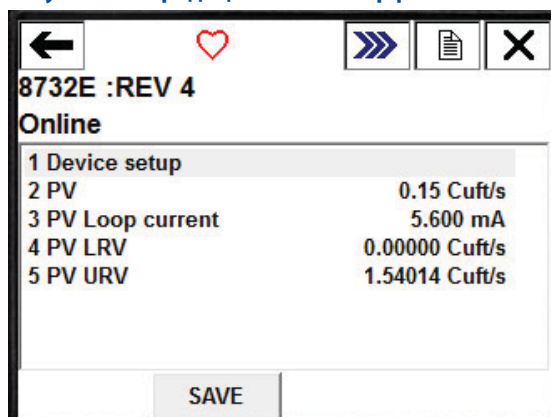 8732E :REV 4
Online
1 Device setup
2 PV 0.15 Cuft/s
3 PV Loop current 5.600 mA
4 PV LRV 0.00000 Cuft/s
5 PV URV 1.54014 Cuft/s
SAVE